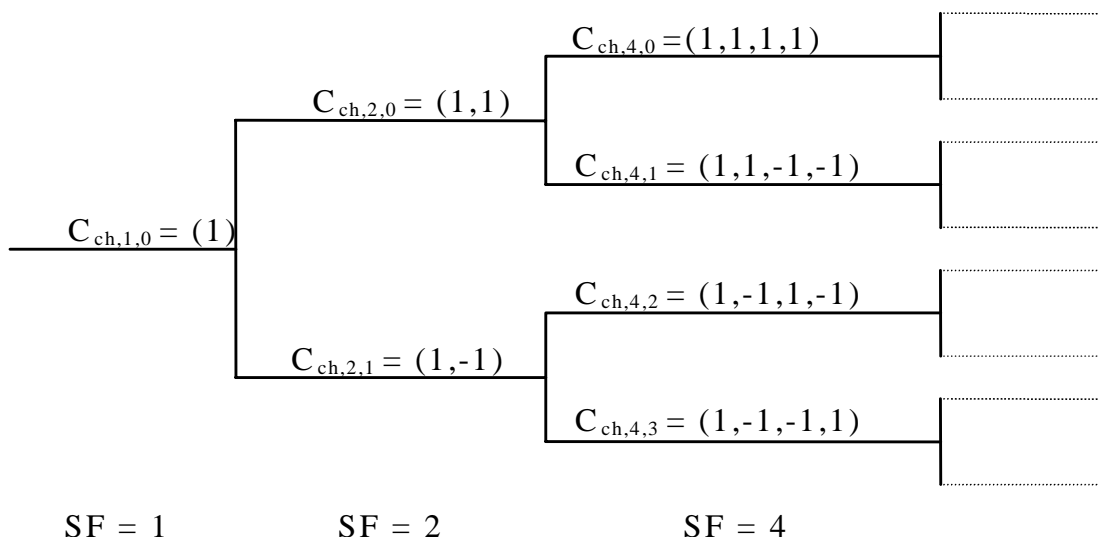 C ch,4,0 =(1,1,1,1)
C ch,2,0 = (1,1)
C ch,4,1 = (1,1,-1,-1)
C ch,1,0 = (1)
C ch,4,2 = (1,-1,1,-1)
C ch,2,1 = (1,-1)
C ch,4,3 = (1,-1,-1,1)
SF = 1
SF = 2
SF = 4